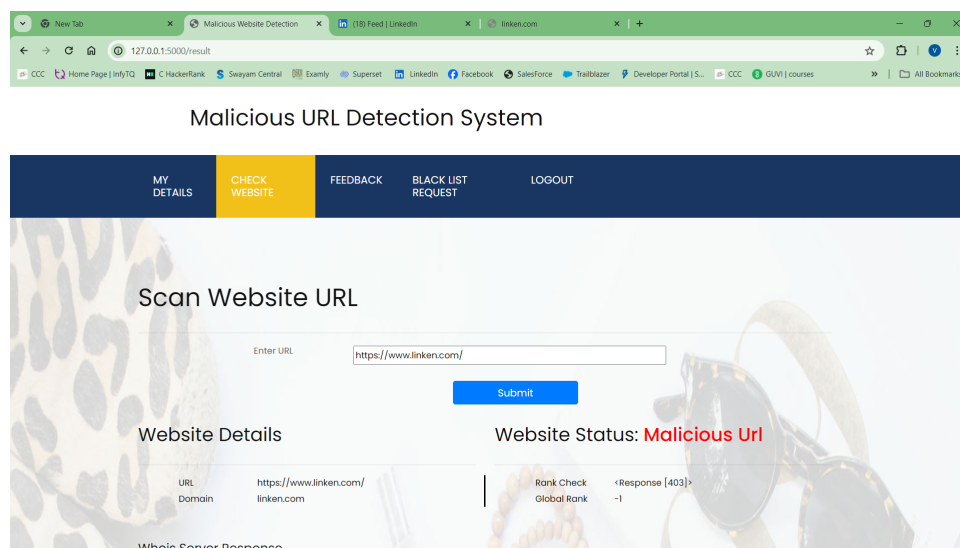 New Tab
Malicious Website Detection
(18) Feed | LinkedIn
linken.com
127.0.0.1:5000/result
CCC Home Page | InfyTQ C HackerRank Swayam Central Examly Superset LinkedIn Facebook SalesForce Trailblazer Developer Portal | S... CCC GUVI | courses » All Bookmarks
Malicious URL Detection System
MY DETAILS
CHECK WEBSITE
FEEDBACK
BLACK LIST REQUEST
LOGOUT
Scan Website URL
Enter URL https://www.linken.com/
Submit
Website Details
Website Status: Malicious Url
URL https://www.linken.com/
Domain linken.com
Rank Check <Response [403]>
Global Rank -1
Whois Server Response